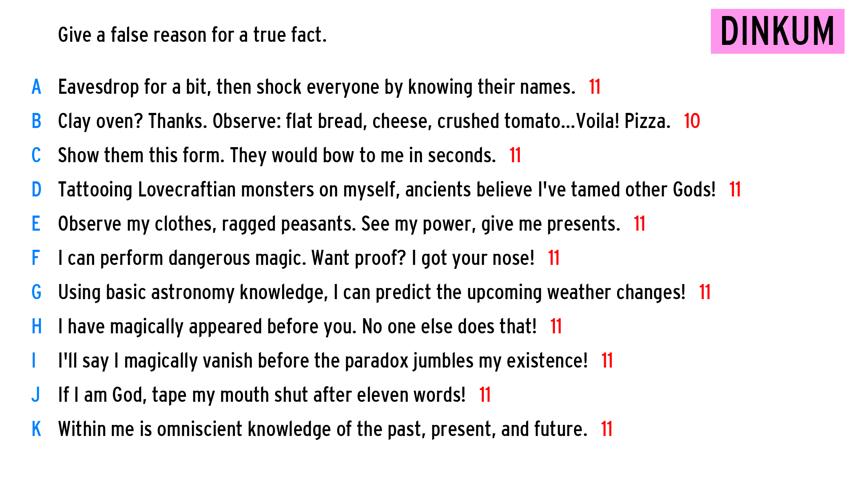 Give a false reason for a true fact.
DINKUM
A Eavesdrop for a bit, then shock everyone by knowing their names. 11
B Clay oven? Thanks. Observe: flat bread, cheese, crushed tomato...Voila! Pizza. 10
C Show them this form. They would bow to me in seconds. 11
D Tattooing Lovecraftian monsters on myself, ancients believe I've tamed other Gods! 11
E Observe my clothes, ragged peasants. See my power, give me presents. 11
F I can perform dangerous magic. Want proof? I got your nose! 11
G Using basic astronomy knowledge, I can predict the upcoming weather changes! 11
H I have magically appeared before you. No one else does that! 11
I I'll say I magically vanish before the paradox jumbles my existence! 11
J If I am God, tape my mouth shut after eleven words! 11
K Within me is omniscient knowledge of the past, present, and future. 11